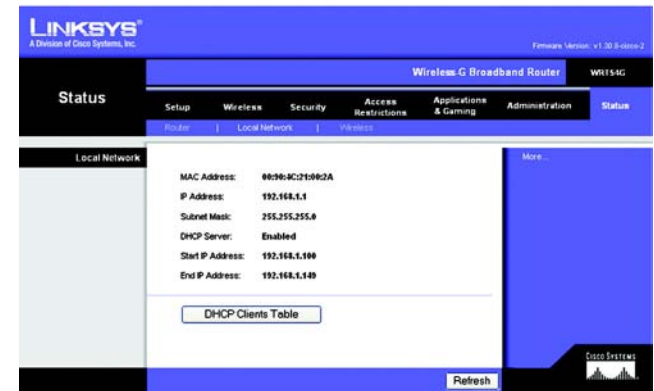 LINKSYS®
A Division of Cisco Systems, Inc.
Firmware Version: v1.30.8-cisco-2
Wireless-G Broadband Router WRT54G
Status
Setup Wireless Security Access Restrictions Applications & Gaming Administration Status
Router | Local Network | Wireless
Local Network
More...
MAC Address: 00:90:4C:21:00:2A
IP Address: 192.168.1.1
Subnet Mask: 255.255.255.0
DHCP Server: Enabled
Start IP Address: 192.168.1.100
End IP Address: 192.168.1.149
DHCP Clients Table
Refresh
CISCO SYSTEMS